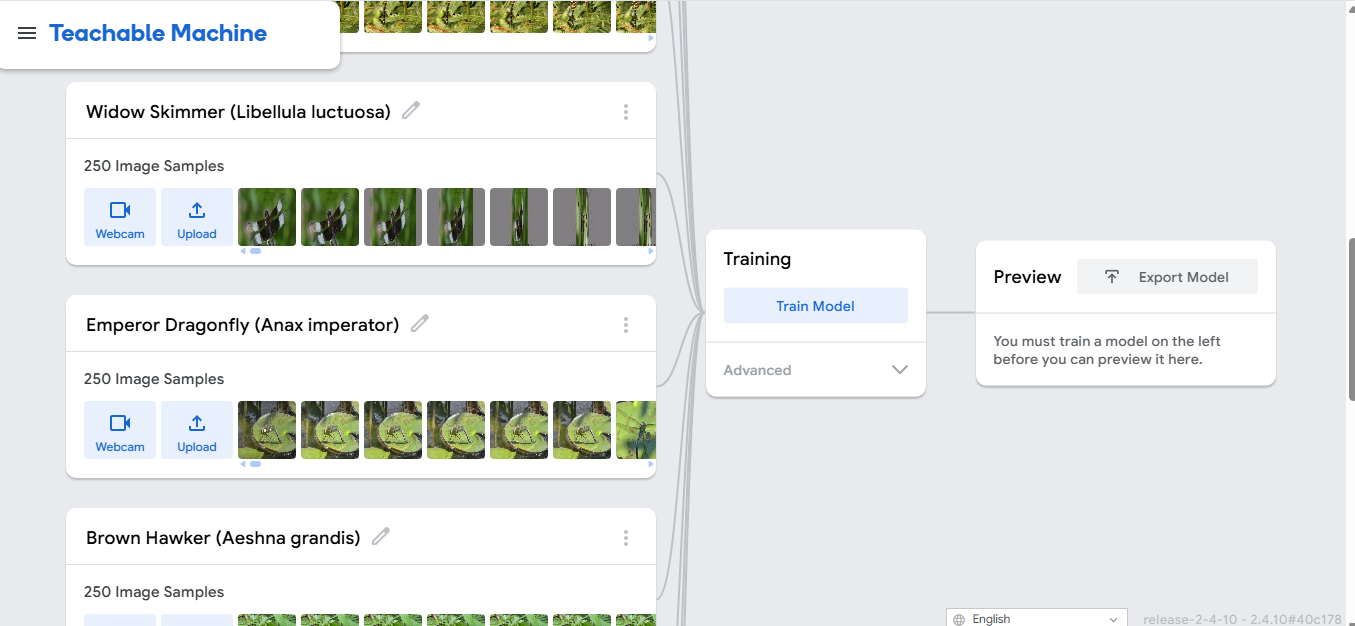 Teachable Machine
Widow Skimmer (Libellula luctuosa)
250 Image Samples
Webcam
Upload
Emperor Dragonfly (Anax imperator)
250 Image Samples
Webcam
Upload
Brown Hawker (Aeshna grandis)
250 Image Samples
Training
Train Model
Advanced
Preview
Export Model
You must train a model on the left
before you can preview it here.
English
release-2-4-10 - 2.4.10#40c178